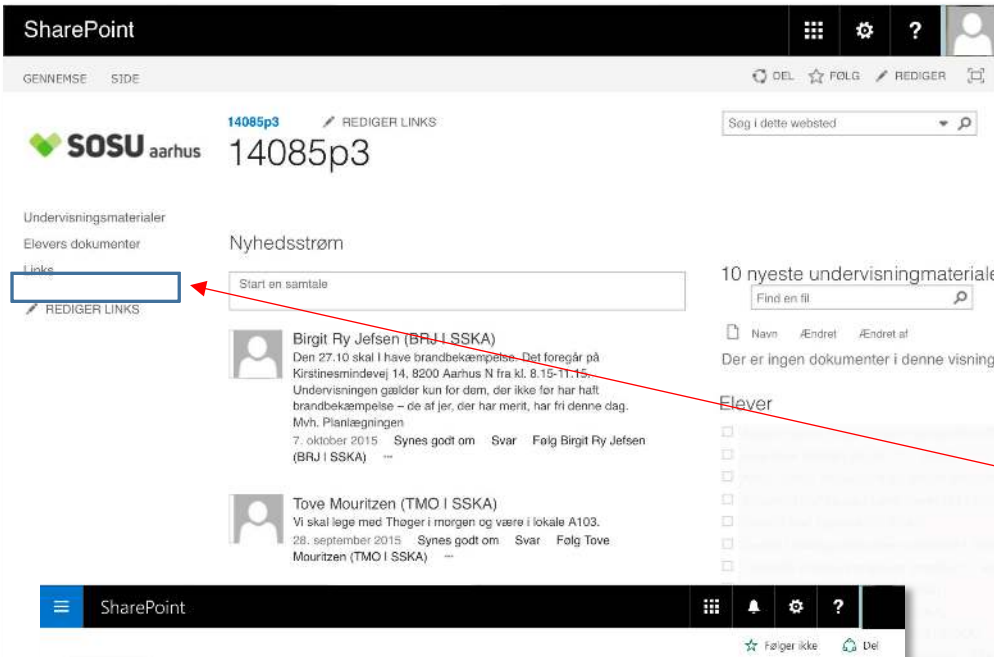 SharePoint
?
GENNEMSE SIDE
DEL FØLG REDIGER
SOSU aarhus
14085p3 REDIGER LINKS
14085p3
Søg i dette websted
Undervisningsmaterialer
Elevers dokumenter
Links
REDIGER LINKS
Nyhedsstrøm
Start en samtale
Birgit Ry Jefsen (BRJ I SSKA)
Den 27.10 skal I have brandbekæmpelse. Det foregår på
Kirstinesmindevej 14, 8200 Aarhus N fra kl. 8.15-11.15.
Undervisningen gælder kun for dem, der ikke før har haft
brandbekæmpelse – de af jer, der har merit, har fri denne dag.
Mvh. Planlægningen
7. oktober 2015 Synes godt om Svar Følg Birgit Ry Jefsen
(BRJ I SSKA) ...
Tove Mouritzen (TMO I SSKA)
Vi skal lege med Thøger i morgen og være i lokale A103.
28. september 2015 Synes godt om Svar Følg Tove
Mouritzen (TMO I SSKA) ...
10 nyeste undervisningmateriale
Find en fil
Navn Ændret Ændret af
Der er ingen dokumenter i denne visning
Elever
SharePoint
?
Følger ikke Del